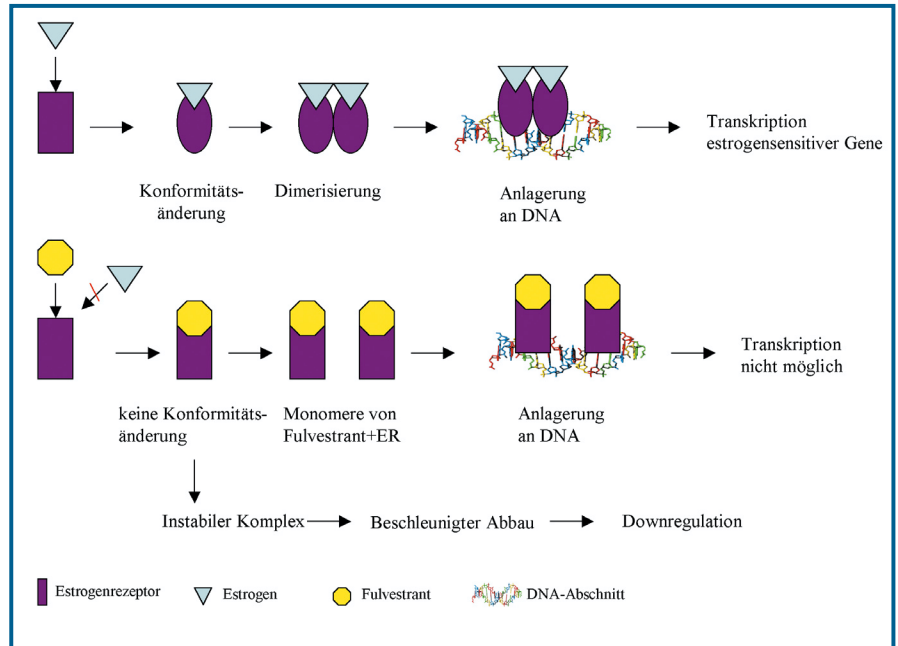 Transkription
estrogensensitiver Gene
Konformitäts-
änderung
Dimerisierung
Anlagerung
an DNA
Transkription
nicht möglich
keine Konformitäts-
änderung
Monomere von
Fulvestrant+ER
Anlagerung
an DNA
Instabiler Komplex
Beschleunigter Abbau
Downregulation
Estrogenrezeptor
Estrogen
Fulvestrant
DNA-Abschnitt